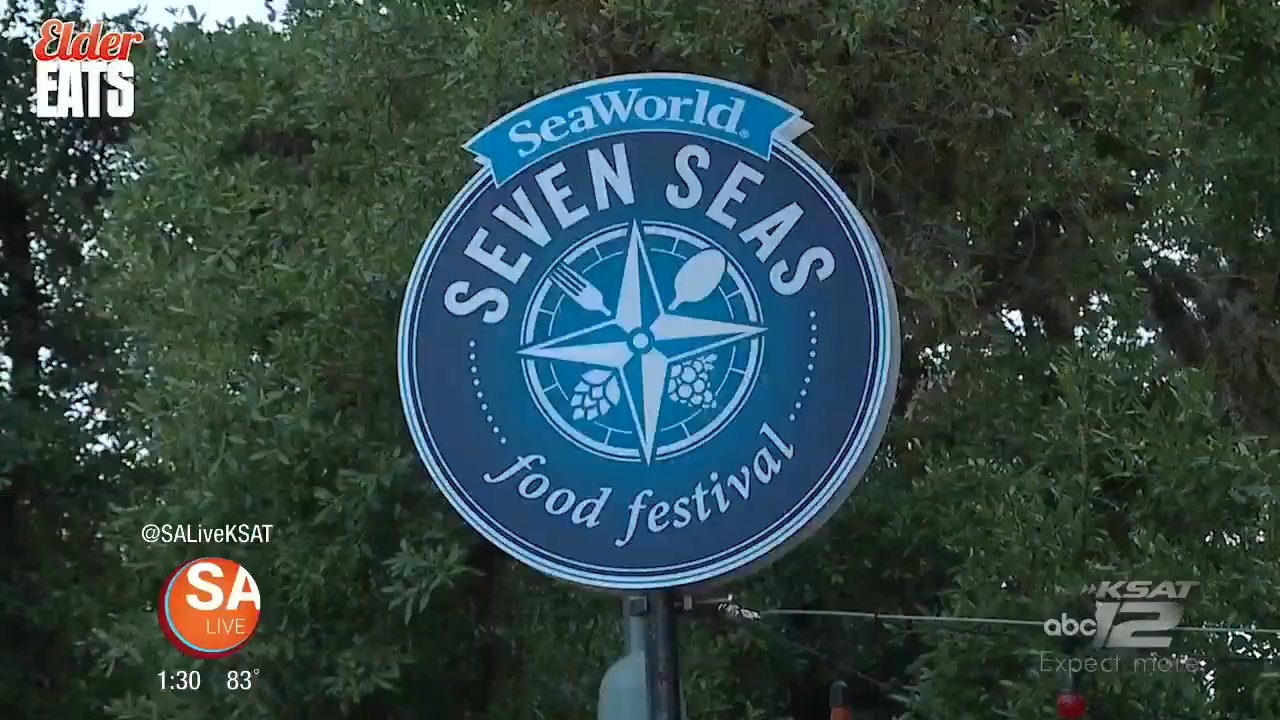 Elder
EATS
SeaWorld®
SEVEN SEAS
food festival
@SALiveKSAT
SA
LIVE
1:30 83°
KSAT
abc 12
Expect more.